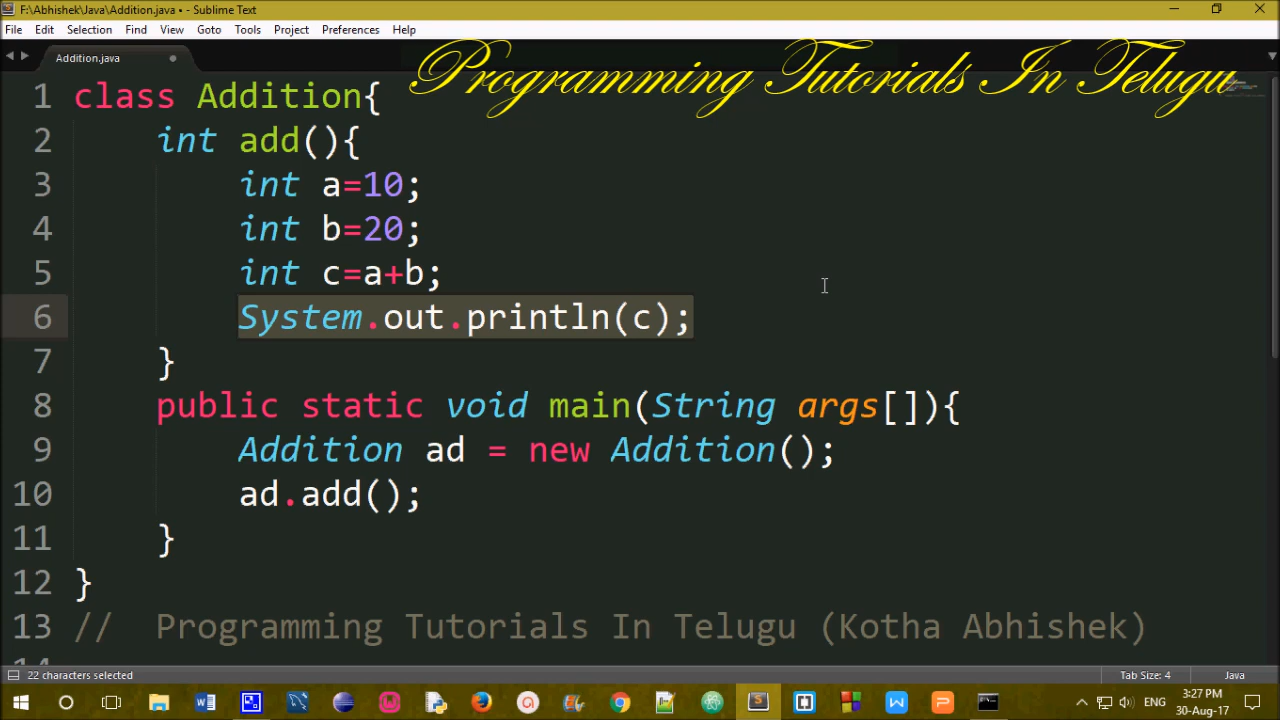 F:\Abhishek\Java\Addition.java • - Sublime Text
File Edit Selection Find View Goto Tools Project Preferences Help
Addition.java
Programming Tutorials In Telugu
1 class Addition{
2 int add(){
3 int a=10;
4 int b=20;
5 int c=a+b;
6 System.out.println(c);
7 }
8 public static void main(String args[]){
9 Addition ad = new Addition();
10 ad.add();
11 }
12 }
13 // Programming Tutorials In Telugu (Kotha Abhishek)
22 characters selected
Tab Size: 4
Java
ENG
3:27 PM
30-Aug-17